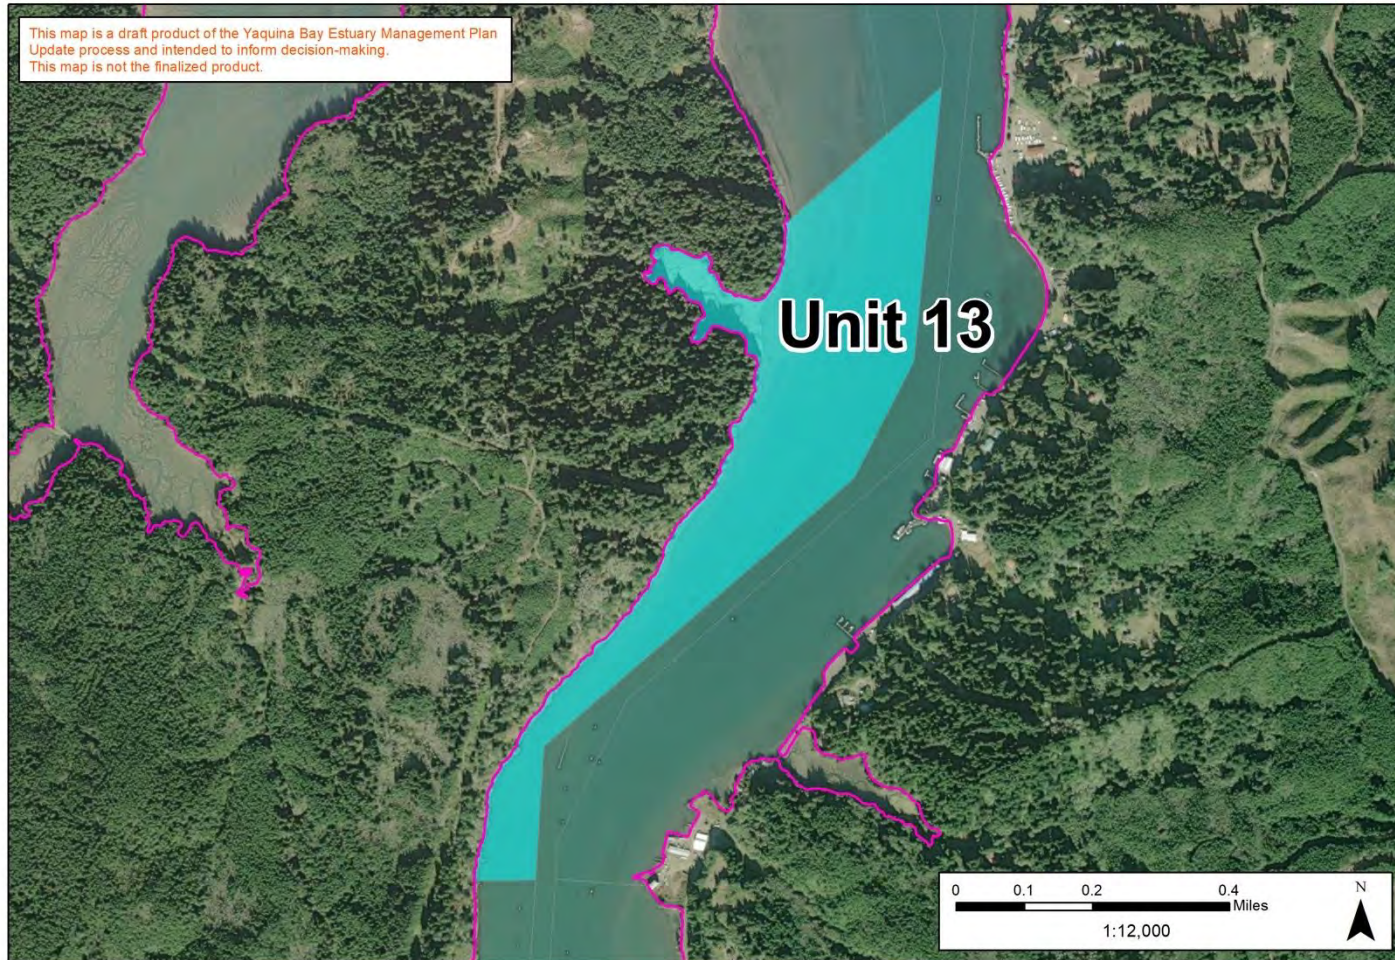 This map is a draft product of the Yaquina Bay Estuary Management Plan
Update process and intended to inform decision-making.
This map is not the finalized product.
Unit 13
0 0.1 0.2 0.4
Miles
1:12,000
N